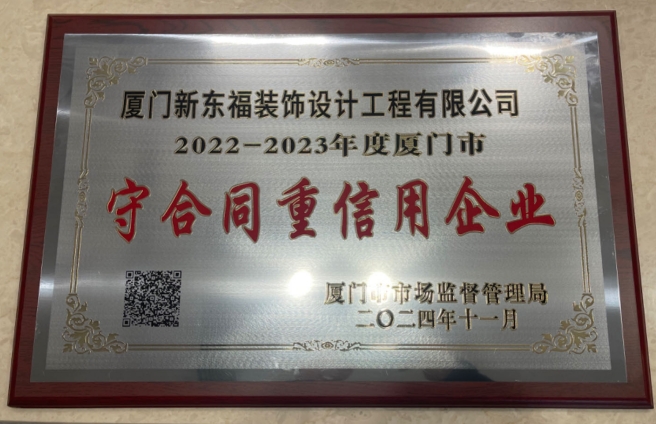 厦门新东福装饰设计工程有限公司
2022-2023年度厦门市
守合同重信用企业
厦门市市场监督管理局
二〇二四年十一月